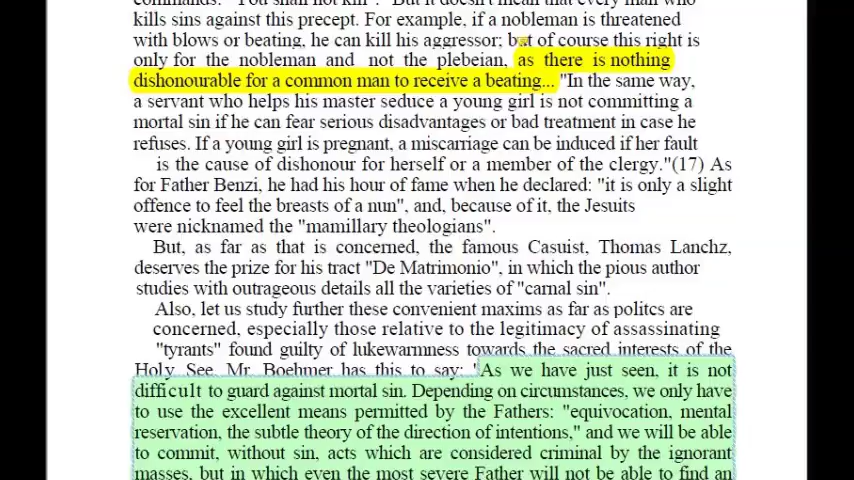 commands: "You shall not kill". But it doesn't mean that every man who
kills sins against this precept. For example, if a nobleman is threatened
with blows or beating, he can kill his aggressor; but of course this right is
only for the nobleman and not the plebeian, as there is nothing
dishonourable for a common man to receive a beating... "In the same way,
a servant who helps his master seduce a young girl is not committing a
mortal sin if he can fear serious disadvantages or bad treatment in case he
refuses. If a young girl is pregnant, a miscarriage can be induced if her fault
is the cause of dishonour for herself or a member of the clergy."(17) As
for Father Benzi, he had his hour of fame when he declared: "it is only a slight
offence to feel the breasts of a nun", and, because of it, the Jesuits
were nicknamed the "mamillary theologians".
But, as far as that is concerned, the famous Casuist, Thomas Lanchz,
deserves the prize for his tract "De Matrimonio", in which the pious author
studies with outrageous details all the varieties of "carnal sin".
Also, let us study further these convenient maxims as far as politcs are
concerned, especially those relative to the legitimacy of assassinating
"tyrants" found guilty of lukewarmness towards the sacred interests of the
Holy See. Mr. Boehmer has this to say: "As we have just seen, it is not
difficult to guard against mortal sin. Depending on circumstances, we only have
to use the excellent means permitted by the Fathers: "equivocation, mental
reservation, the subtle theory of the direction of intentions," and we will be able
to commit, without sin, acts which are considered criminal by the ignorant
masses, but in which even the most severe Father will not be able to find an